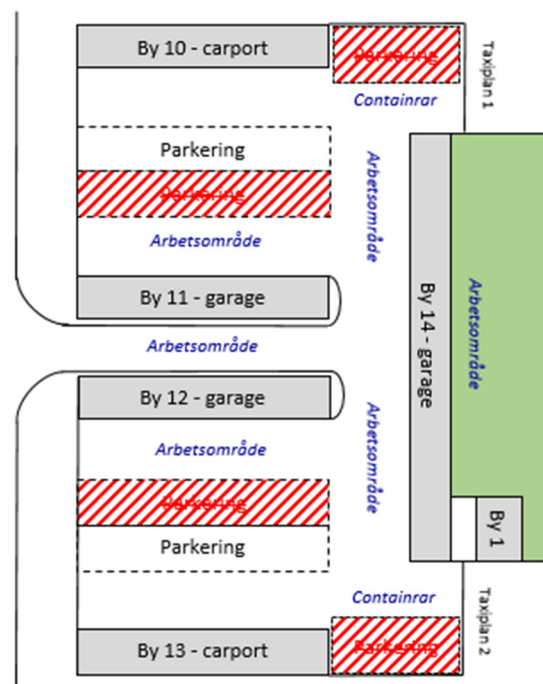 By 10 - carport
Parkering
Taxiplan 1
Containrar
Parkering
Parkering
Arbetsområde
Arbetsområde
By 11 - garage
Arbetsområde
By 14 - garage
Arbetsområde
By 12 - garage
Arbetsområde
Arbetsområde
Parkering
Parkering
By 1
Containrar
Taxiplan 2
By 13 - carport
Parkering